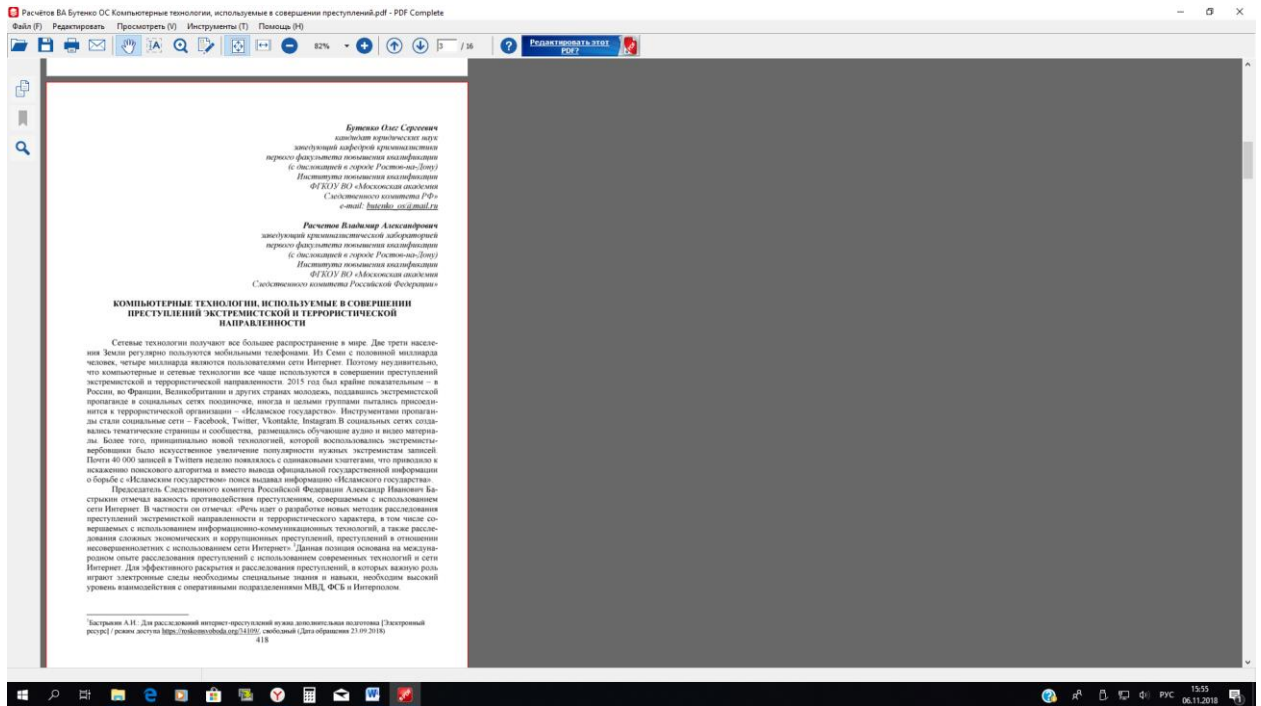 Расчётов ВА Бутенко ОС Компьютерные технологии, используемые в совершении преступлений.pdf - PDF Complete
Файл (F) Редактировать Просмотреть (V) Инструменты (T) Помощь (H)
82% 3 / 16 Редактировать этот PDF?
Бутенко Олег Сергеевич
кандидат юридических наук
заведующий кафедрой криминалистики
первого факультета повышения квалификации
(с дислокацией в городе Ростов-на-Дону)
Института повышения квалификации
ФГКОУ ВО «Московская академия
Следственного комитета РФ»
e-mail: butenko_os@mail.ru
Расчетов Владимир Александрович
заведующий криминалистической лабораторией
первого факультета повышения квалификации
(с дислокацией в городе Ростов-на-Дону)
Института повышения квалификации
ФГКОУ ВО «Московская академия
Следственного комитета Российской Федерации»
КОМПЬЮТЕРНЫЕ ТЕХНОЛОГИИ, ИСПОЛЬЗУЕМЫЕ В СОВЕРШЕНИИ
ПРЕСТУПЛЕНИЙ ЭКСТРЕМИСТСКОЙ И ТЕРРОРИСТИЧЕСКОЙ
НАПРАВЛЕННОСТИ
Сетевые технологии получают все большее распространение в мире. Две трети населе-
ния Земли регулярно пользуются мобильными телефонами. Из Семи с половиной миллиарда
человек, четыре миллиарда являются пользователями сети Интернет. Поэтому неудивительно,
что компьютерные и сетевые технологии все чаще используются в совершении преступлений
экстремистской и террористической направленности. 2015 год был крайне показательным – в
России, во Франции, Великобритании и других странах молодежь, поддавшись экстремистской
пропаганде в социальных сетях поодиночке, иногда и целыми группами пытались присоеди-
нится к террористической организации – «Исламское государство». Инструментами пропаган-
ды стали социальные сети – Facebook, Twitter, Vkontakte, Instagram.В социальных сетях созда-
вались тематические страницы и сообщества, размещались обучающие аудио и видео материа-
лы. Более того, принципиально новой технологией, которой воспользовались экстремисты-
вербовщики было искусственное увеличение популярности нужных экстремистам записей.
Почти 40 000 записей в Twitterв неделю появлялось с одинаковыми хэштегами, что приводило к
искажению поискового алгоритма и вместо вывода официальной государственной информации
о борьбе с «Исламским государством» поиск выдавал информацию «Исламского государства».
Председатель Следственного комитета Российской Федерации Александр Иванович Ба-
стрыкин отмечал важность противодействия преступлениям, совершаемым с использованием
сети Интернет. В частности он отмечал: «Речь идет о разработке новых методик расследования
преступлений экстремисткой направленности и террористического характера, в том числе со-
вершаемых с использованием информационно-коммуникационных технологий, а также рассле-
дования сложных экономических и коррупционных преступлений, преступлений в отношении
несовершеннолетних с использованием сети Интернет».1Данная позиция основана на междуна-
родном опыте расследования преступлений с использованием современных технологий и сети
Интернет. Для эффективного раскрытия и расследования преступлений, в которых важную роль
играют электронные следы необходимы специальные знания и навыки, необходим высокий
уровень взаимодействия с оперативными подразделениями МВД, ФСБ и Интерполом.
1Бастрыкин А.И.: Для расследований интернет-преступлений нужна дополнительная подготовка [Электронный
ресурс] / режим доступа https://roskomsvoboda.org/34109/, свободный (Дата обращения 23.09.2018)
418
РУС 15:55
06.11.2018